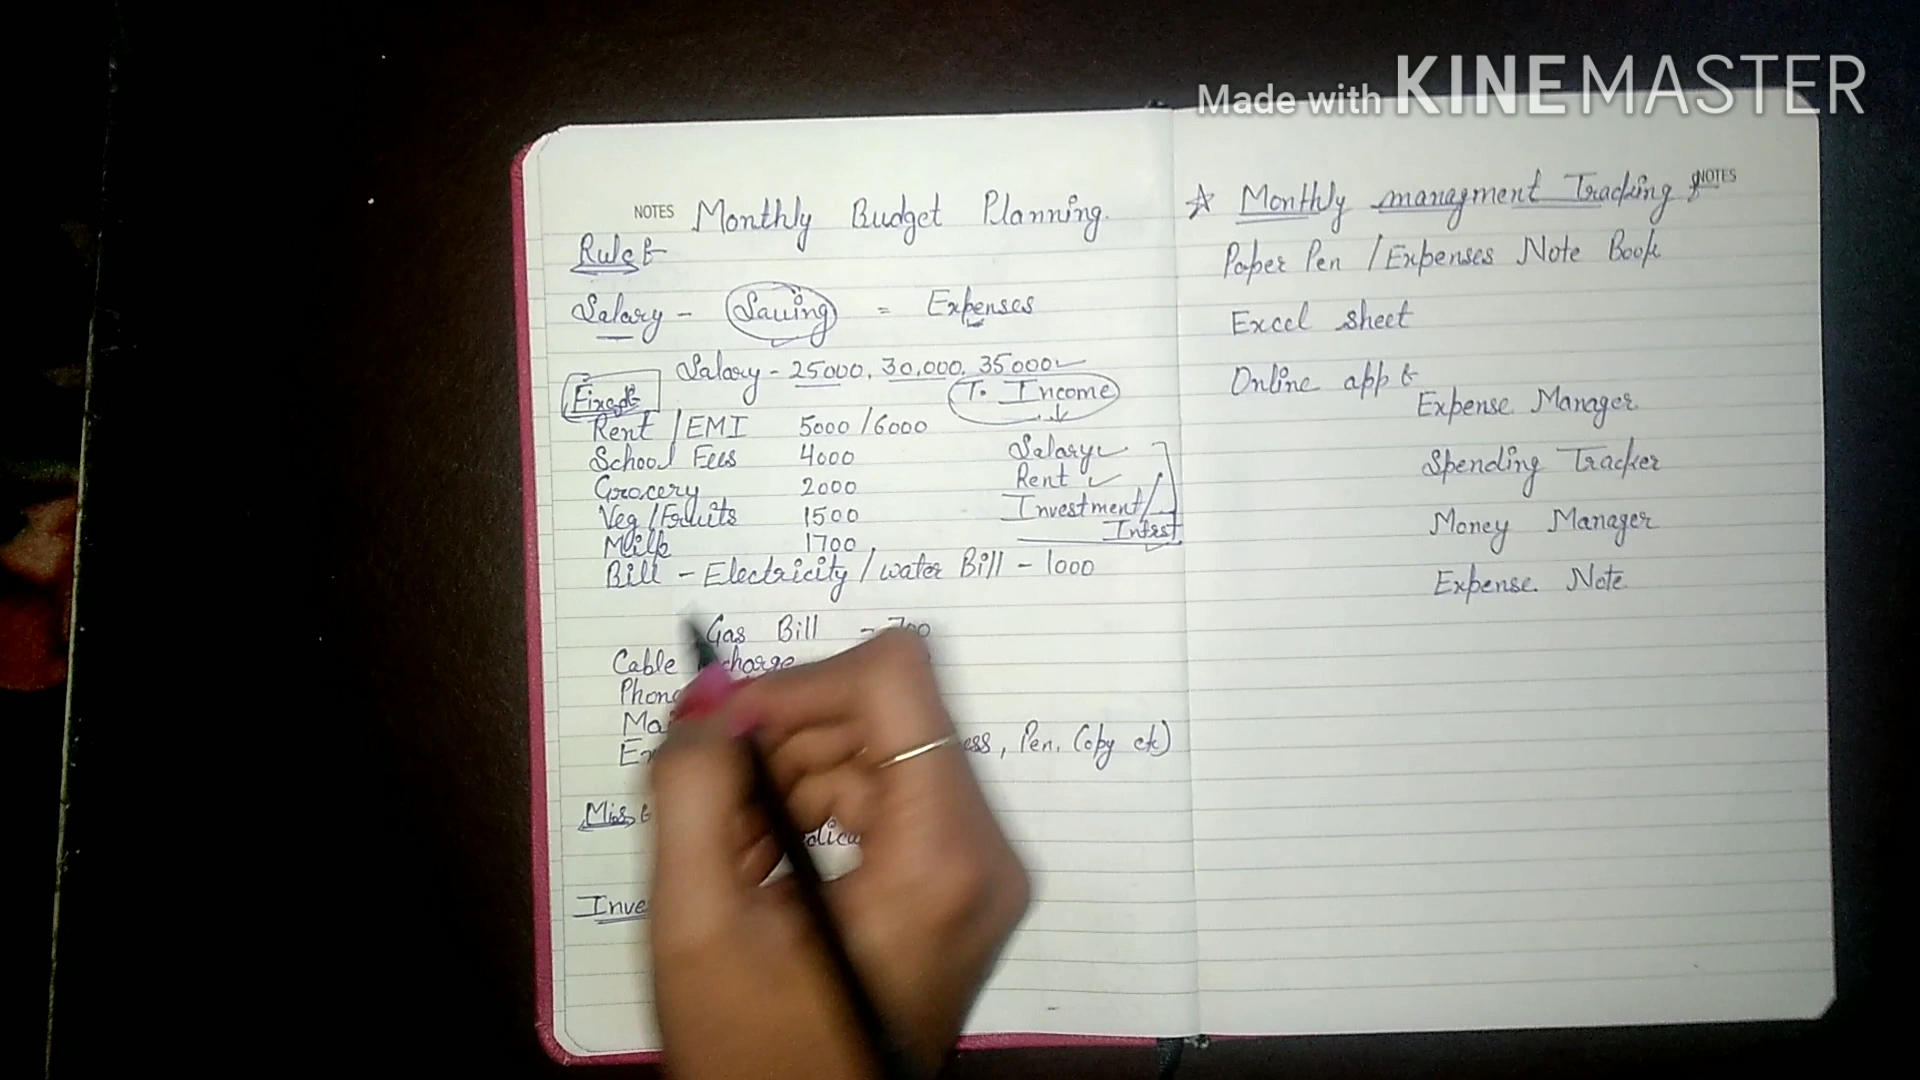 Made with KINEMASTER
NOTES Monthly Budget Planning.
Rule :-
Salary - Saving = Expenses
Salary - 25000, 30,000, 35000
Fixed :-
T. Income
Rent / EMI 5000 / 6000
School Fees 4000
Grocery 2000
Veg / Fruits 1500
Milk 1700
Salary
Rent
Investment /
Intrst
Bill - Electricity / water Bill - 1000
Gas Bill - 700
Cable
Pen, Copy etc)
Mis :-
NOTES
Monthly managment Tracking :-
Paper Pen / Expenses Note Book
Excel sheet
Online app :-
Expense Manager
Spending Tracker
Money Manager
Expense Note